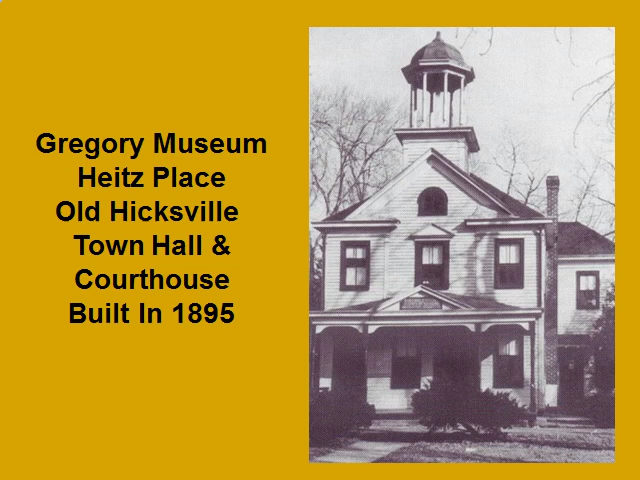 Gregory Museum
Heitz Place
Old Hicksville
Town Hall &
Courthouse
Built In 1895